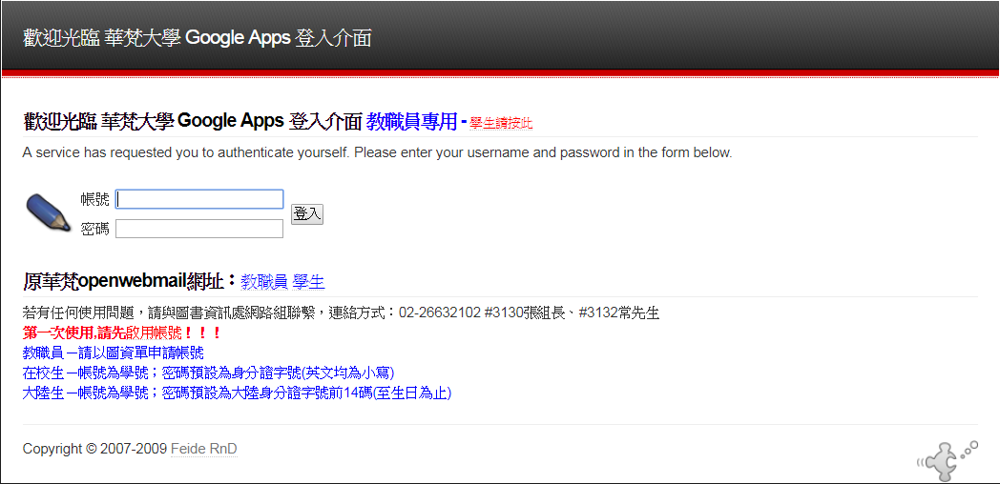 歡迎光臨 華梵大學 Google Apps 登入介面
歡迎光臨 華梵大學 Google Apps 登入介面 教職員專用 - 學生請按此
A service has requested you to authenticate yourself. Please enter your username and password in the form below.
帳號
登入
密碼
原華梵openwebmail網址：教職員 學生
若有任何使用問題，請與圖書資訊處網路組聯繫，連絡方式：02-26632102 #3130張組長、#3132常先生
第一次使用,請先啟用帳號！！！
教職員－請以圖資單申請帳號
在校生－帳號為學號；密碼預設為身分證字號(英文均為小寫)
大陸生－帳號為學號；密碼預設為大陸身分證字號前14碼(至生日為止)
Copyright © 2007-2009 Feide RnD